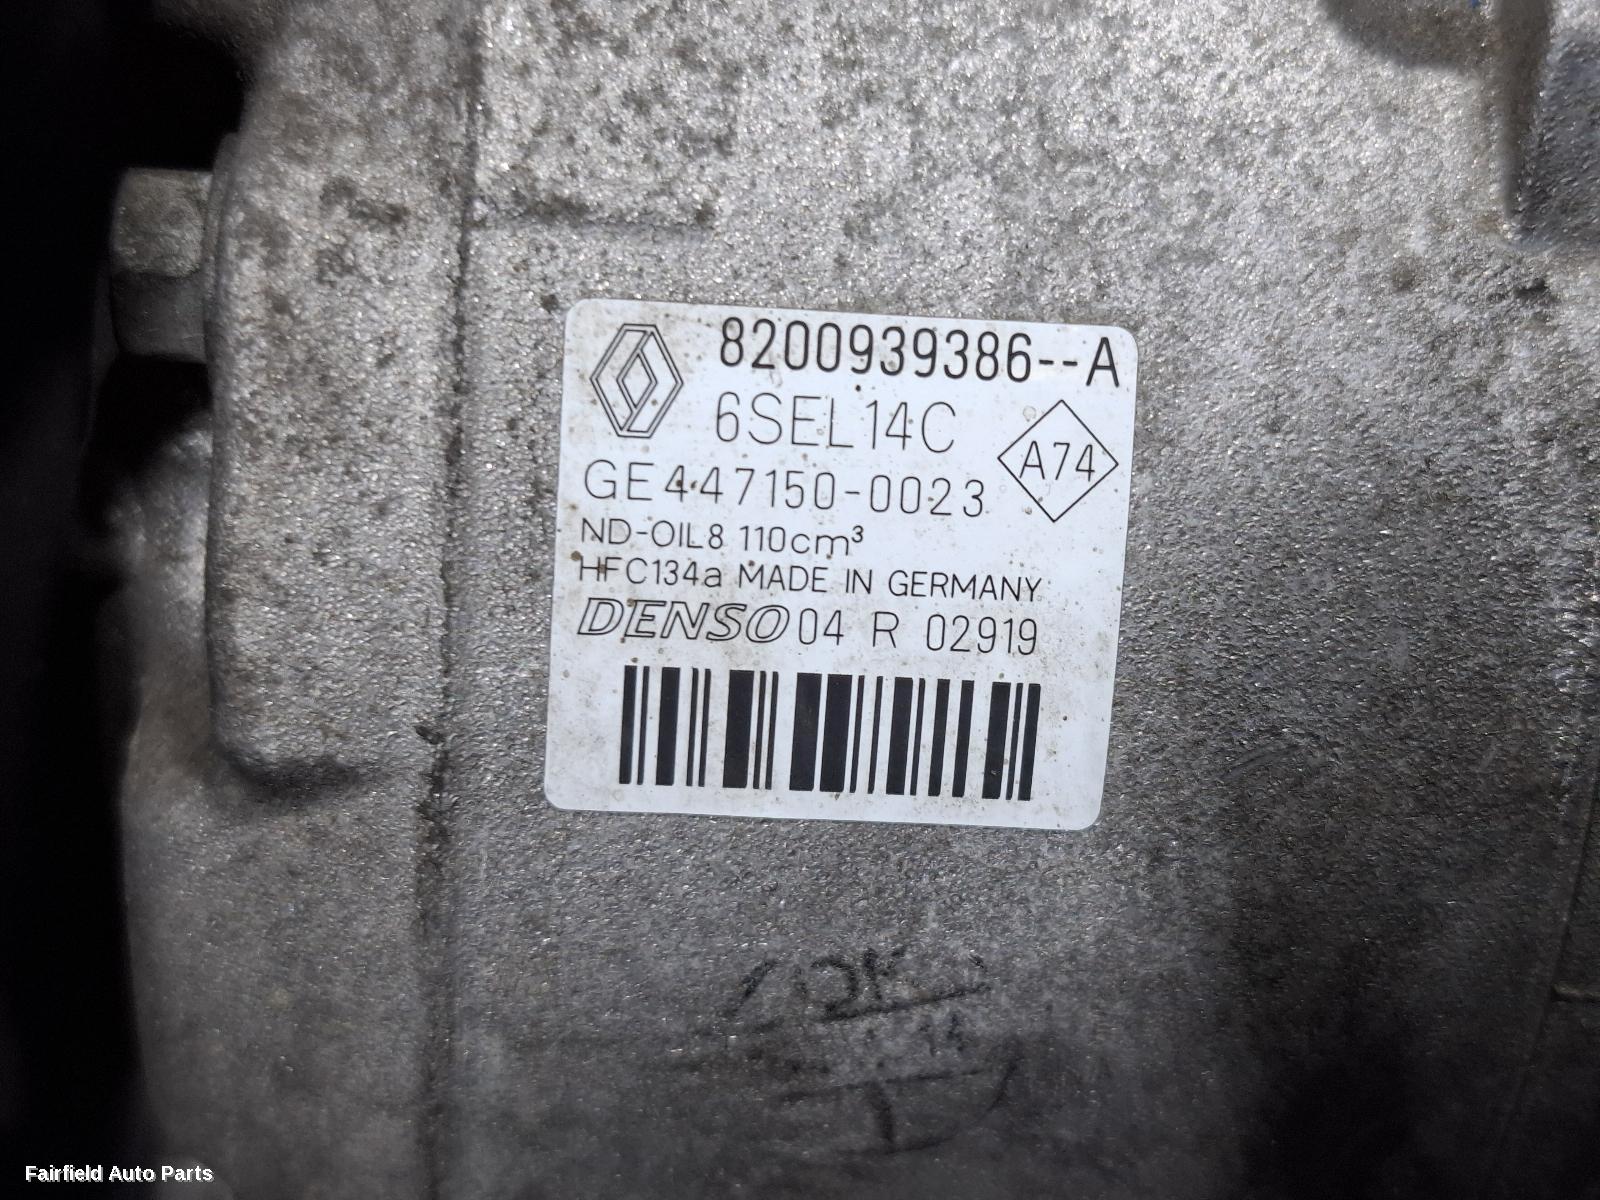 8200939386--A
6SEL14C
A74
GE447150-0023
ND-OIL8 110cm³
HFC134a MADE IN GERMANY
DENSO 04 R 02919
Fairfield Auto Parts